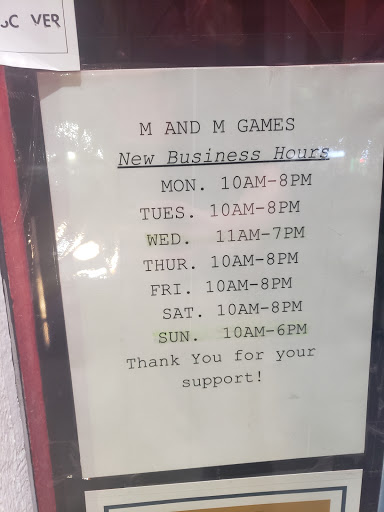 VER
M AND M GAMES
New Business Hours
MON. 10AM-8PM
TUES. 10AM-8PM
WED. 11AM-7PM
THUR. 10AM-8PM
FRI. 10AM-8PM
SAT. 10AM-8PM
SUN. 10AM-6PM
Thank You for your
support!